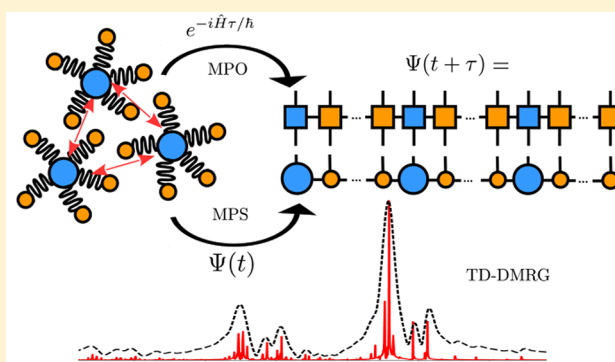 e^{-iĤτ/ħ}
MPO
Ψ(t + τ) =
... ... ...
... ... ...
MPS
Ψ(t)
TD-DMRG